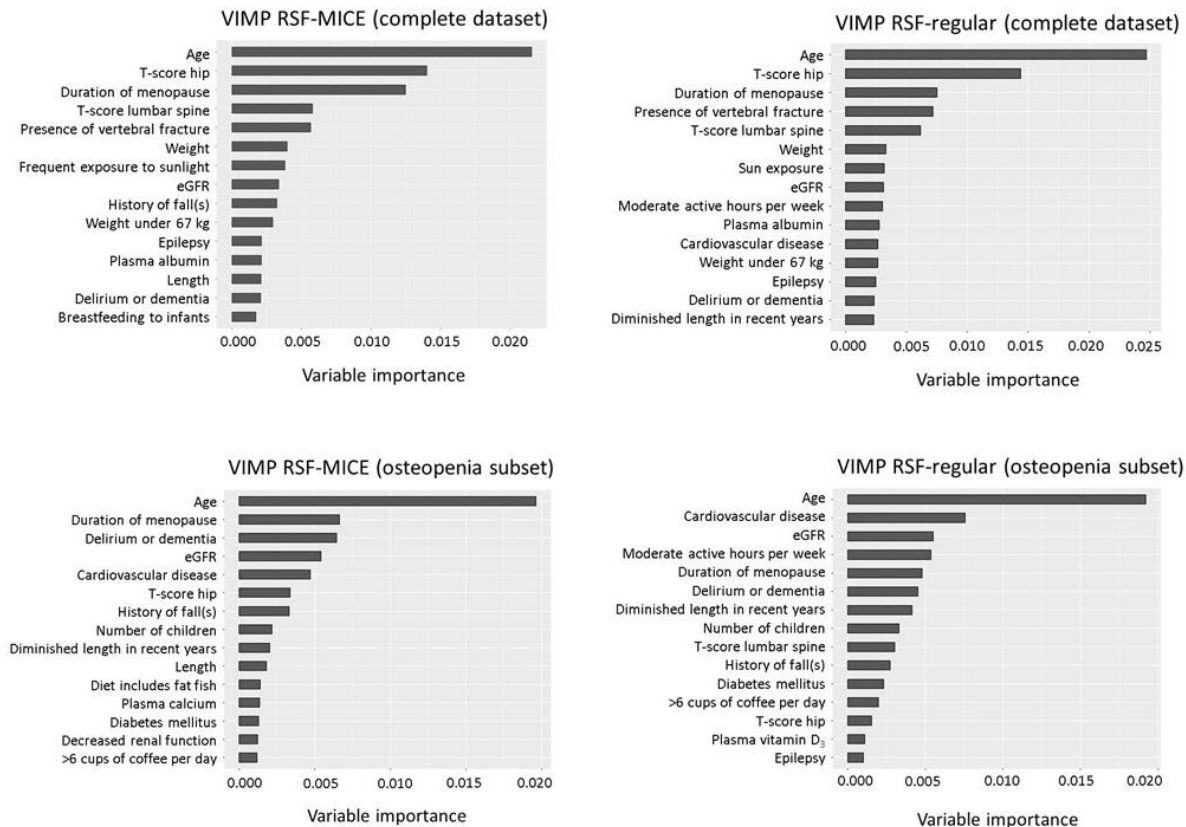 VIMP RSF-MICE (complete dataset)
Age
T-score hip
Duration of menopause
T-score lumbar spine
Presence of vertebral fracture
Weight
Frequent exposure to sunlight
eGFR
History of fall(s)
Weight under 67 kg
Epilepsy
Plasma albumin
Length
Delirium or dementia
Breastfeeding to infants
0.000 0.005 0.010 0.015 0.020
Variable importance
VIMP RSF-regular (complete dataset)
Age
T-score hip
Duration of menopause
Presence of vertebral fracture
T-score lumbar spine
Weight
Sun exposure
eGFR
Moderate active hours per week
Plasma albumin
Cardiovascular disease
Weight under 67 kg
Epilepsy
Delirium or dementia
Diminished length in recent years
0.000 0.005 0.010 0.015 0.020 0.025
Variable importance
VIMP RSF-MICE (osteopenia subset)
Age
Duration of menopause
Delirium or dementia
eGFR
Cardiovascular disease
T-score hip
History of fall(s)
Number of children
Diminished length in recent years
Length
Diet includes fat fish
Plasma calcium
Diabetes mellitus
Decreased renal function
>6 cups of coffee per day
0.000 0.005 0.010 0.015 0.020
Variable importance
VIMP RSF-regular (osteopenia subset)
Age
Cardiovascular disease
eGFR
Moderate active hours per week
Duration of menopause
Delirium or dementia
Diminished length in recent years
Number of children
T-score lumbar spine
History of fall(s)
Diabetes mellitus
>6 cups of coffee per day
T-score hip
Plasma vitamin D₃
Epilepsy
0.000 0.005 0.010 0.015 0.020
Variable importance